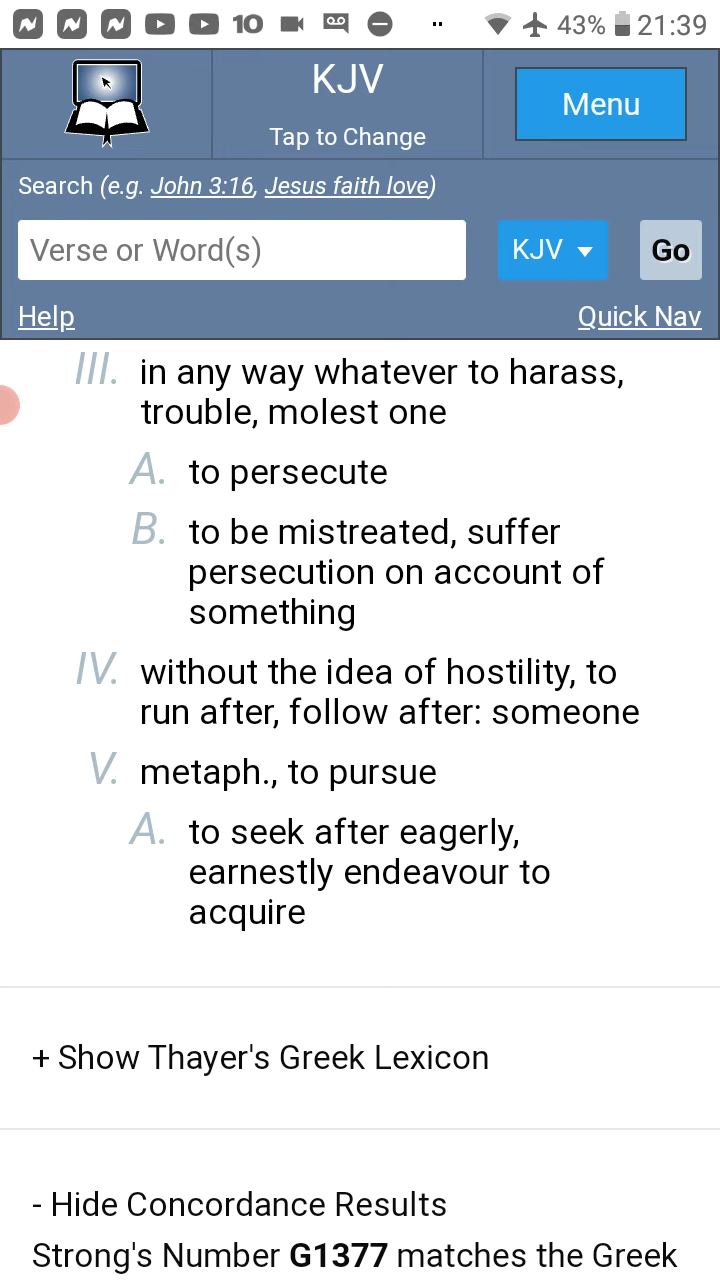 10 43% 21:39
KJV
Tap to Change
Menu
Search (e.g. John 3:16, Jesus faith love)
Verse or Word(s)
KJV
Go
Help
Quick Nav
III. in any way whatever to harass,
trouble, molest one
A. to persecute
B. to be mistreated, suffer
persecution on account of
something
IV. without the idea of hostility, to
run after, follow after: someone
V. metaph., to pursue
A. to seek after eagerly,
earnestly endeavour to
acquire
+ Show Thayer's Greek Lexicon
- Hide Concordance Results
Strong's Number G1377 matches the Greek